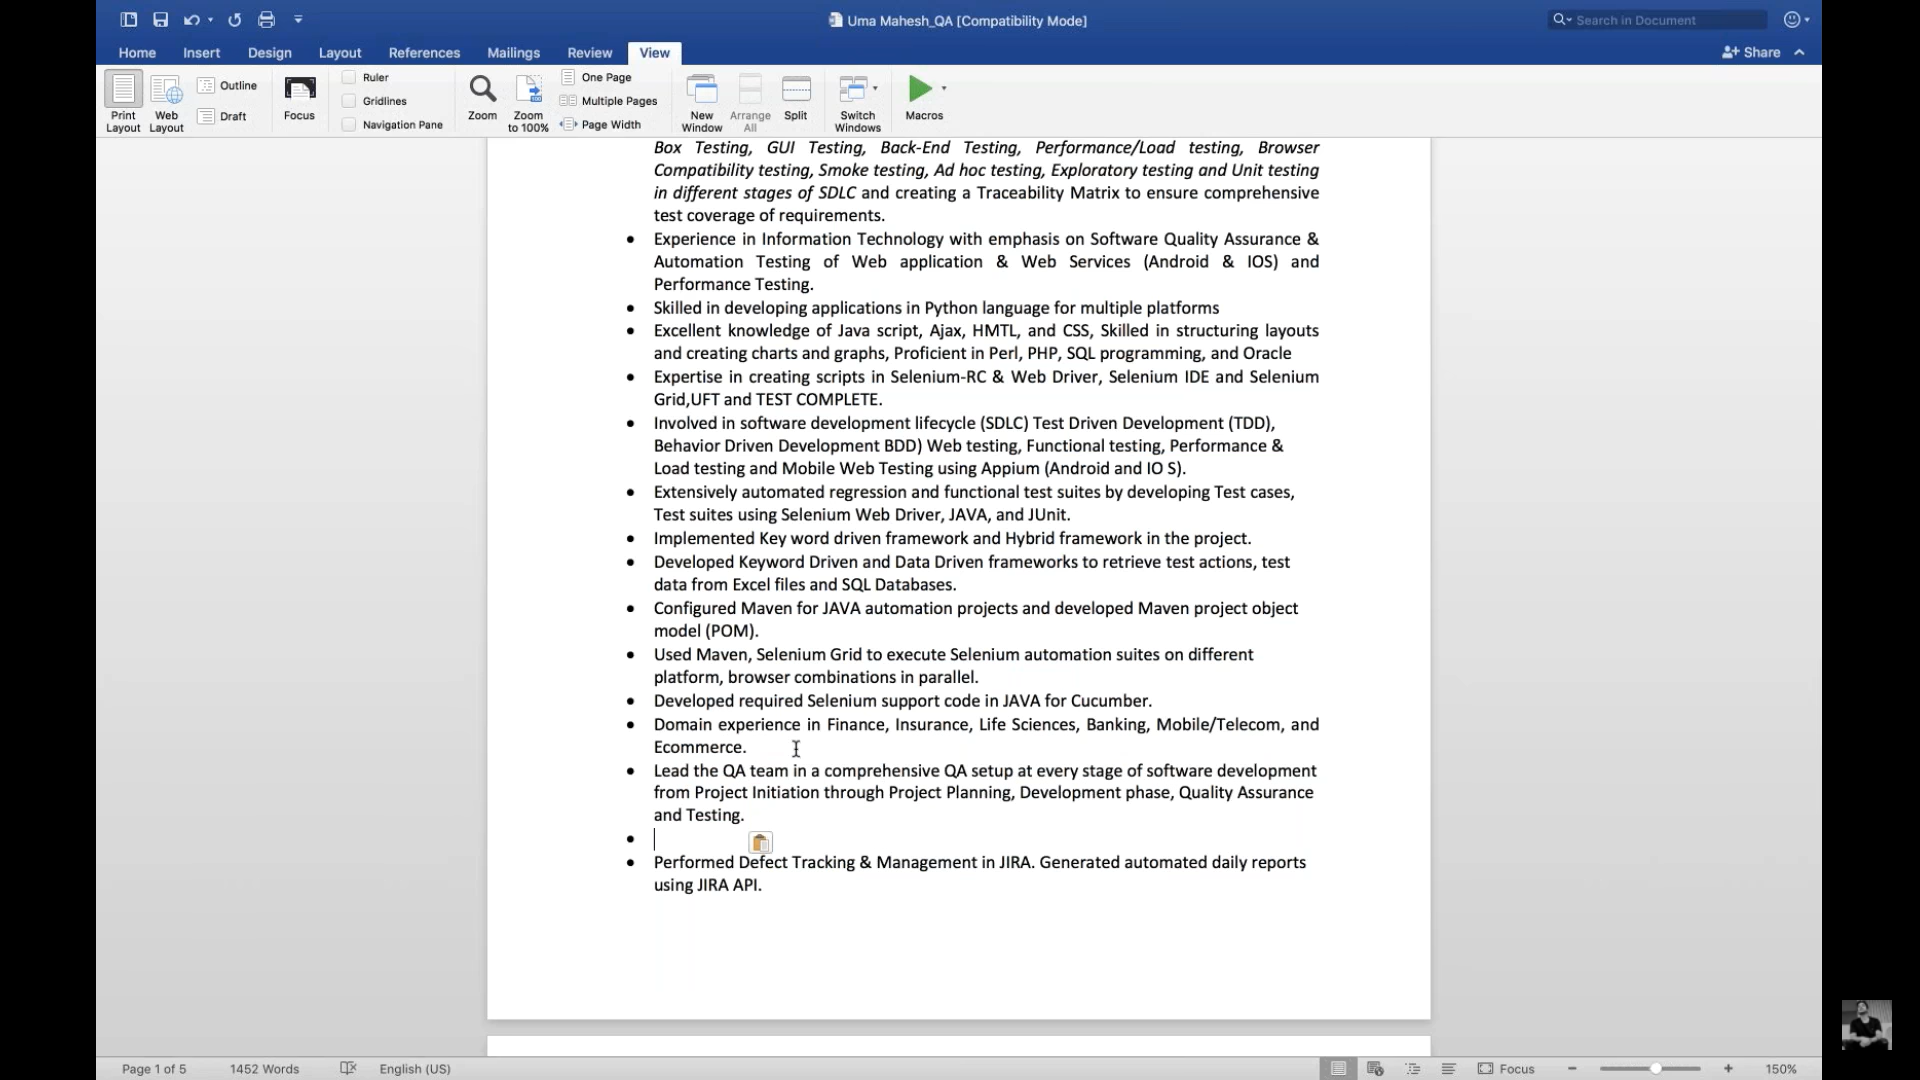 Uma Mahesh_QA [Compatibility Mode]
Search in Document
Home Insert Design Layout References Mailings Review View
Share
Print Layout
Web Layout
Outline
Draft
Focus
Ruler
Gridlines
Navigation Pane
Zoom
Zoom to 100%
100
One Page
Multiple Pages
Page Width
New Window
Arrange All
Split
Switch Windows
Macros
Box Testing, GUI Testing, Back-End Testing, Performance/Load testing, Browser
Compatibility testing, Smoke testing, Ad hoc testing, Exploratory testing and Unit testing
in different stages of SDLC and creating a Traceability Matrix to ensure comprehensive
test coverage of requirements.
• Experience in Information Technology with emphasis on Software Quality Assurance &
Automation Testing of Web application & Web Services (Android & IOS) and
Performance Testing.
• Skilled in developing applications in Python language for multiple platforms
• Excellent knowledge of Java script, Ajax, HMTL, and CSS, Skilled in structuring layouts
and creating charts and graphs, Proficient in Perl, PHP, SQL programming, and Oracle
• Expertise in creating scripts in Selenium-RC & Web Driver, Selenium IDE and Selenium
Grid,UFT and TEST COMPLETE.
• Involved in software development lifecycle (SDLC) Test Driven Development (TDD),
Behavior Driven Development BDD) Web testing, Functional testing, Performance &
Load testing and Mobile Web Testing using Appium (Android and IO S).
• Extensively automated regression and functional test suites by developing Test cases,
Test suites using Selenium Web Driver, JAVA, and JUnit.
• Implemented Key word driven framework and Hybrid framework in the project.
• Developed Keyword Driven and Data Driven frameworks to retrieve test actions, test
data from Excel files and SQL Databases.
• Configured Maven for JAVA automation projects and developed Maven project object
model (POM).
• Used Maven, Selenium Grid to execute Selenium automation suites on different
platform, browser combinations in parallel.
• Developed required Selenium support code in JAVA for Cucumber.
• Domain experience in Finance, Insurance, Life Sciences, Banking, Mobile/Telecom, and
Ecommerce.
• Lead the QA team in a comprehensive QA setup at every stage of software development
from Project Initiation through Project Planning, Development phase, Quality Assurance
and Testing.
•
• Performed Defect Tracking & Management in JIRA. Generated automated daily reports
using JIRA API.
Page 1 of 5 1452 Words English (US) Focus 150%